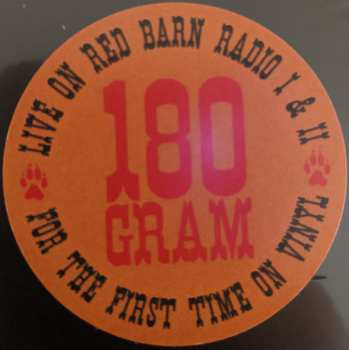 LIVE ON RED BARN RADIO I & II
180
GRAM
FOR THE FIRST TIME ON VINYL